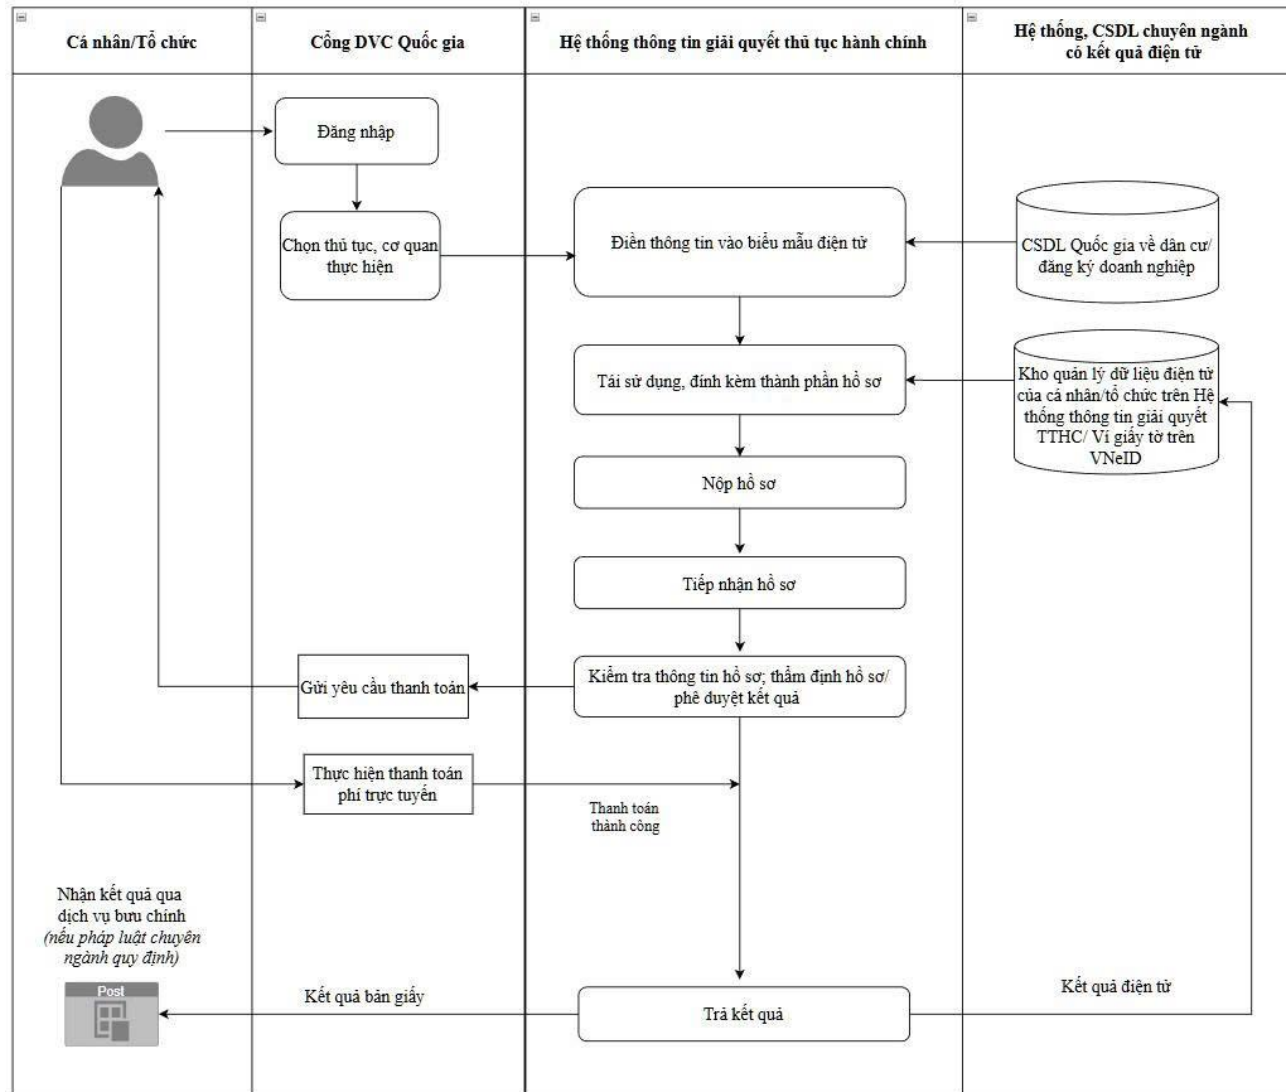 Cá nhân/Tổ chức
Cổng DVC Quốc gia
Hệ thống thông tin giải quyết thủ tục hành chính
Hệ thống, CSDL chuyên ngành
có kết quả điện tử
Đăng nhập
Chọn thủ tục, cơ quan
thực hiện
Điền thông tin vào biểu mẫu điện tử
CSDL Quốc gia về dân cư/
đăng ký doanh nghiệp
Tái sử dụng, đính kèm thành phần hồ sơ
Kho quản lý dữ liệu điện tử
của cá nhân/tổ chức trên Hệ
thống thông tin giải quyết
TTHC/ Ví giấy tờ trên
VNeID
Nộp hồ sơ
Tiếp nhận hồ sơ
Kiểm tra thông tin hồ sơ; thẩm định hồ sơ/
phê duyệt kết quả
Gửi yêu cầu thanh toán
Thực hiện thanh toán
phí trực tuyến
Thanh toán
thành công
Nhận kết quả qua
dịch vụ bưu chính
(nếu pháp luật chuyên
ngành quy định)
Post
Kết quả bản giấy
Trả kết quả
Kết quả điện tử